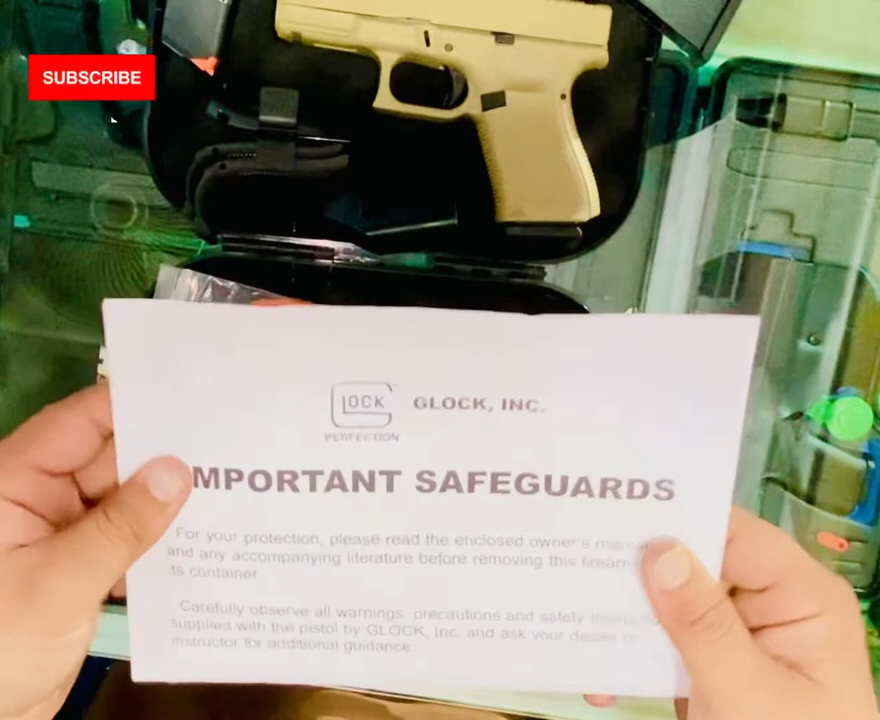 SUBSCRIBE
GLOCK
PERFECTION
GLOCK, INC.
IMPORTANT SAFEGUARDS
For your protection, please read the enclosed owner's
and any accompanying literature before removing this firearm
its container
Carefully observe all warnings, precautions and safety
supplied with the pistol by GLOCK, Inc. and ask your dealer or
instructor for additional guidance